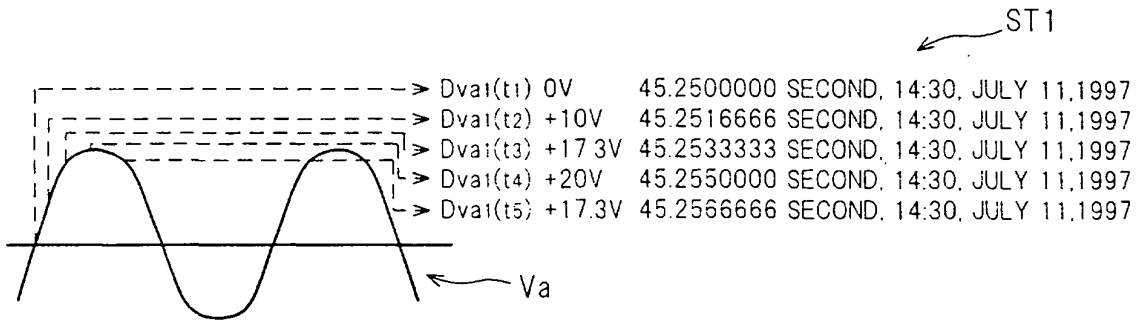 ST1
Dva1(t1) 0V 45.2500000 SECOND, 14:30, JULY 11,1997
Dva1(t2) +10V 45.2516666 SECOND, 14:30, JULY 11,1997
Dva1(t3) +17.3V 45.2533333 SECOND, 14:30, JULY 11,1997
Dva1(t4) +20V 45.2550000 SECOND, 14:30, JULY 11,1997
Dva1(t5) +17.3V 45.2566666 SECOND, 14:30, JULY 11,1997
Va